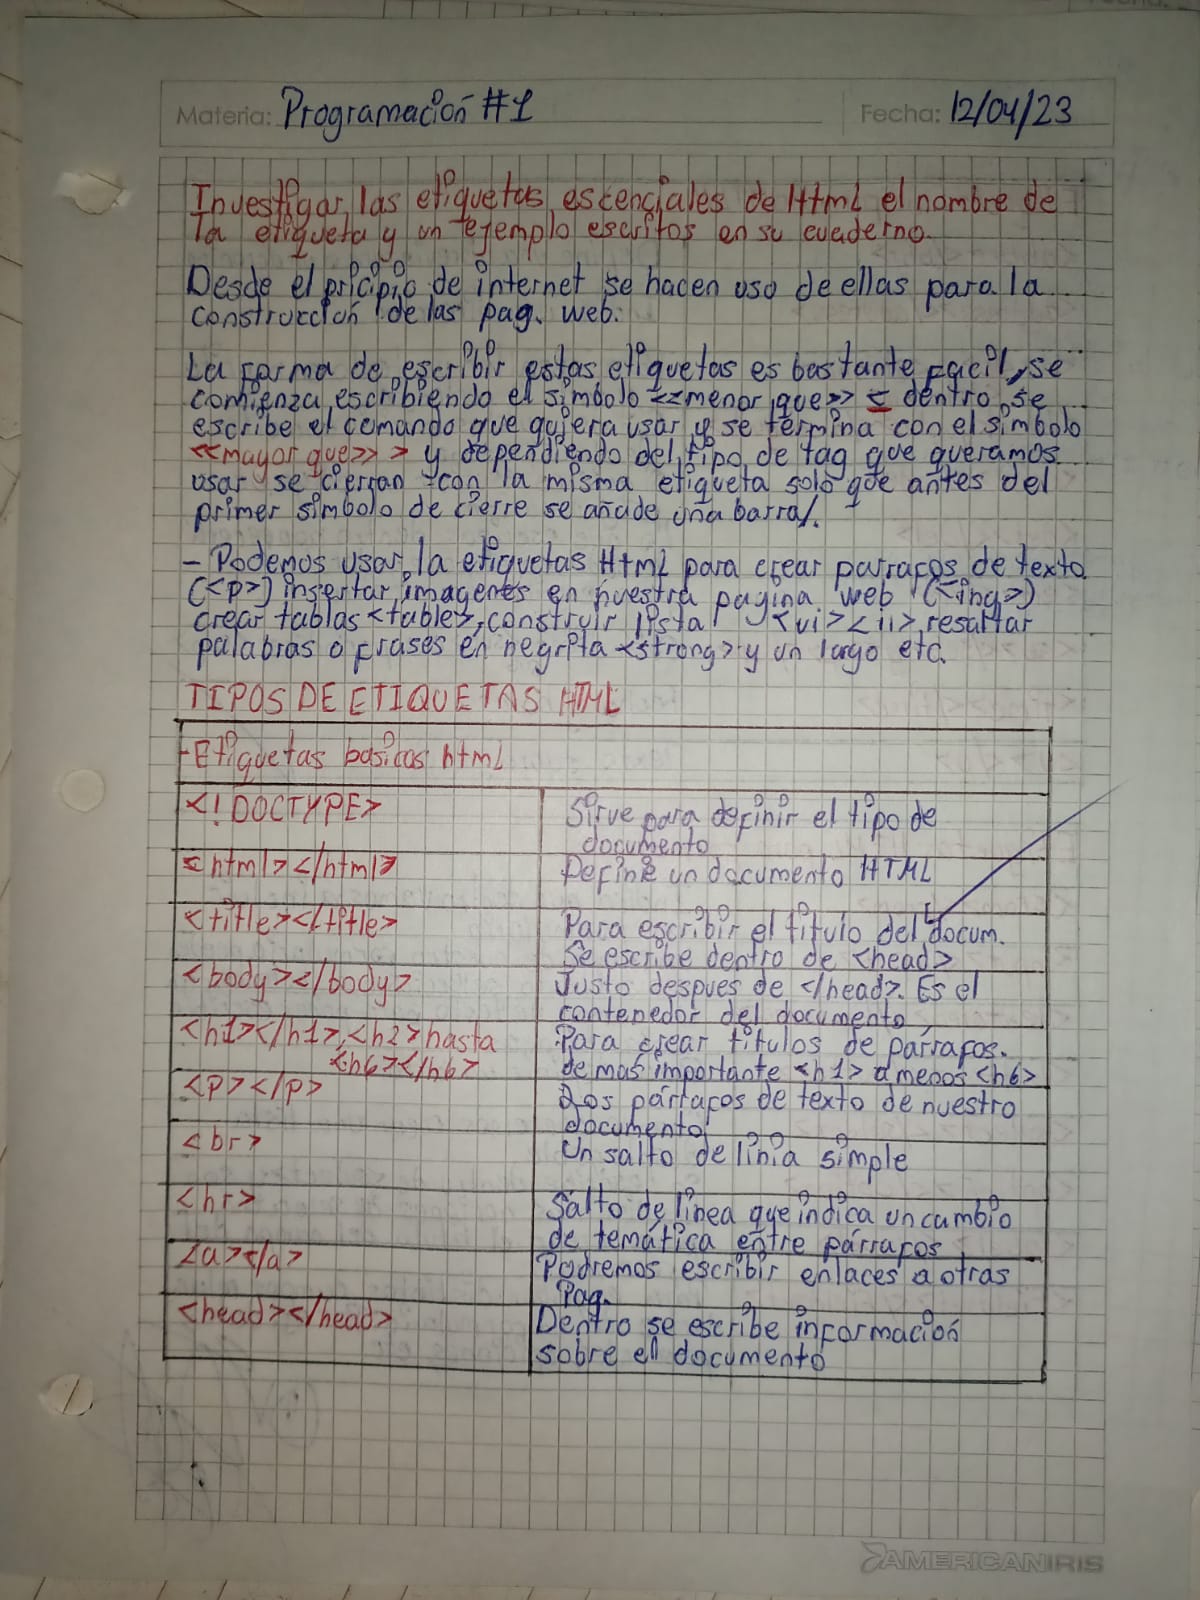 Materia: Programación #1 Fecha: 12/04/23
Investigar las etiquetas escenciales de Html el nombre de
la etiqueta y un ejemplo escritos en su cuaderno.
Desde el pricipio de internet se hacen uso de ellas para la
construcción de las pag. web.
La forma de escribir estas etiquetas es bastante facil, se
comienza escribiendo el simbolo <<menor que>> < dentro se
escribe el comando que quiera usar y se termina con el simbolo
<<mayor que>> > y dependiendo del tipo de tag que queramos
usar se cierran con la misma etiqueta solo que antes del
primer simbolo de cierre se añade una barra/.
- Podemos usar la etiquetas Html para crear parrafos de texto
(<p>) insertar imagenes en nuestra pagina web (<ing>)
crear tablas <table>, construir lista <ul> <li>, resaltar
palabras o frases en negrita <strong> y un largo etc.
TIPOS DE ETIQUETAS HTML
-Etiquetas basicas html
<!DOCTYPE> Sirve para definir el tipo de
documento
<html></html> Define un documento HTML
<title></title> Para escribir el titulo del docum.
Se escribe dentro de <head>
<body></body> Justo despues de </head>. Es el
contenedor del documento
<h1></h1>,<h2>hasta Para crear titulos de párrafos.
<h6></h6> de más importante <h1> a menos <h6>
<p></p> Los párrafos de texto de nuestro
documento
<br> Un salto de linia simple
<hr> Salto de línea que indica un cambio
de temática entre párrafos
<a></a> Podremos escribir enlaces a otras
Pag.
<head></head> Dentro se escribe información
sobre el documento
AMERICANIRIS